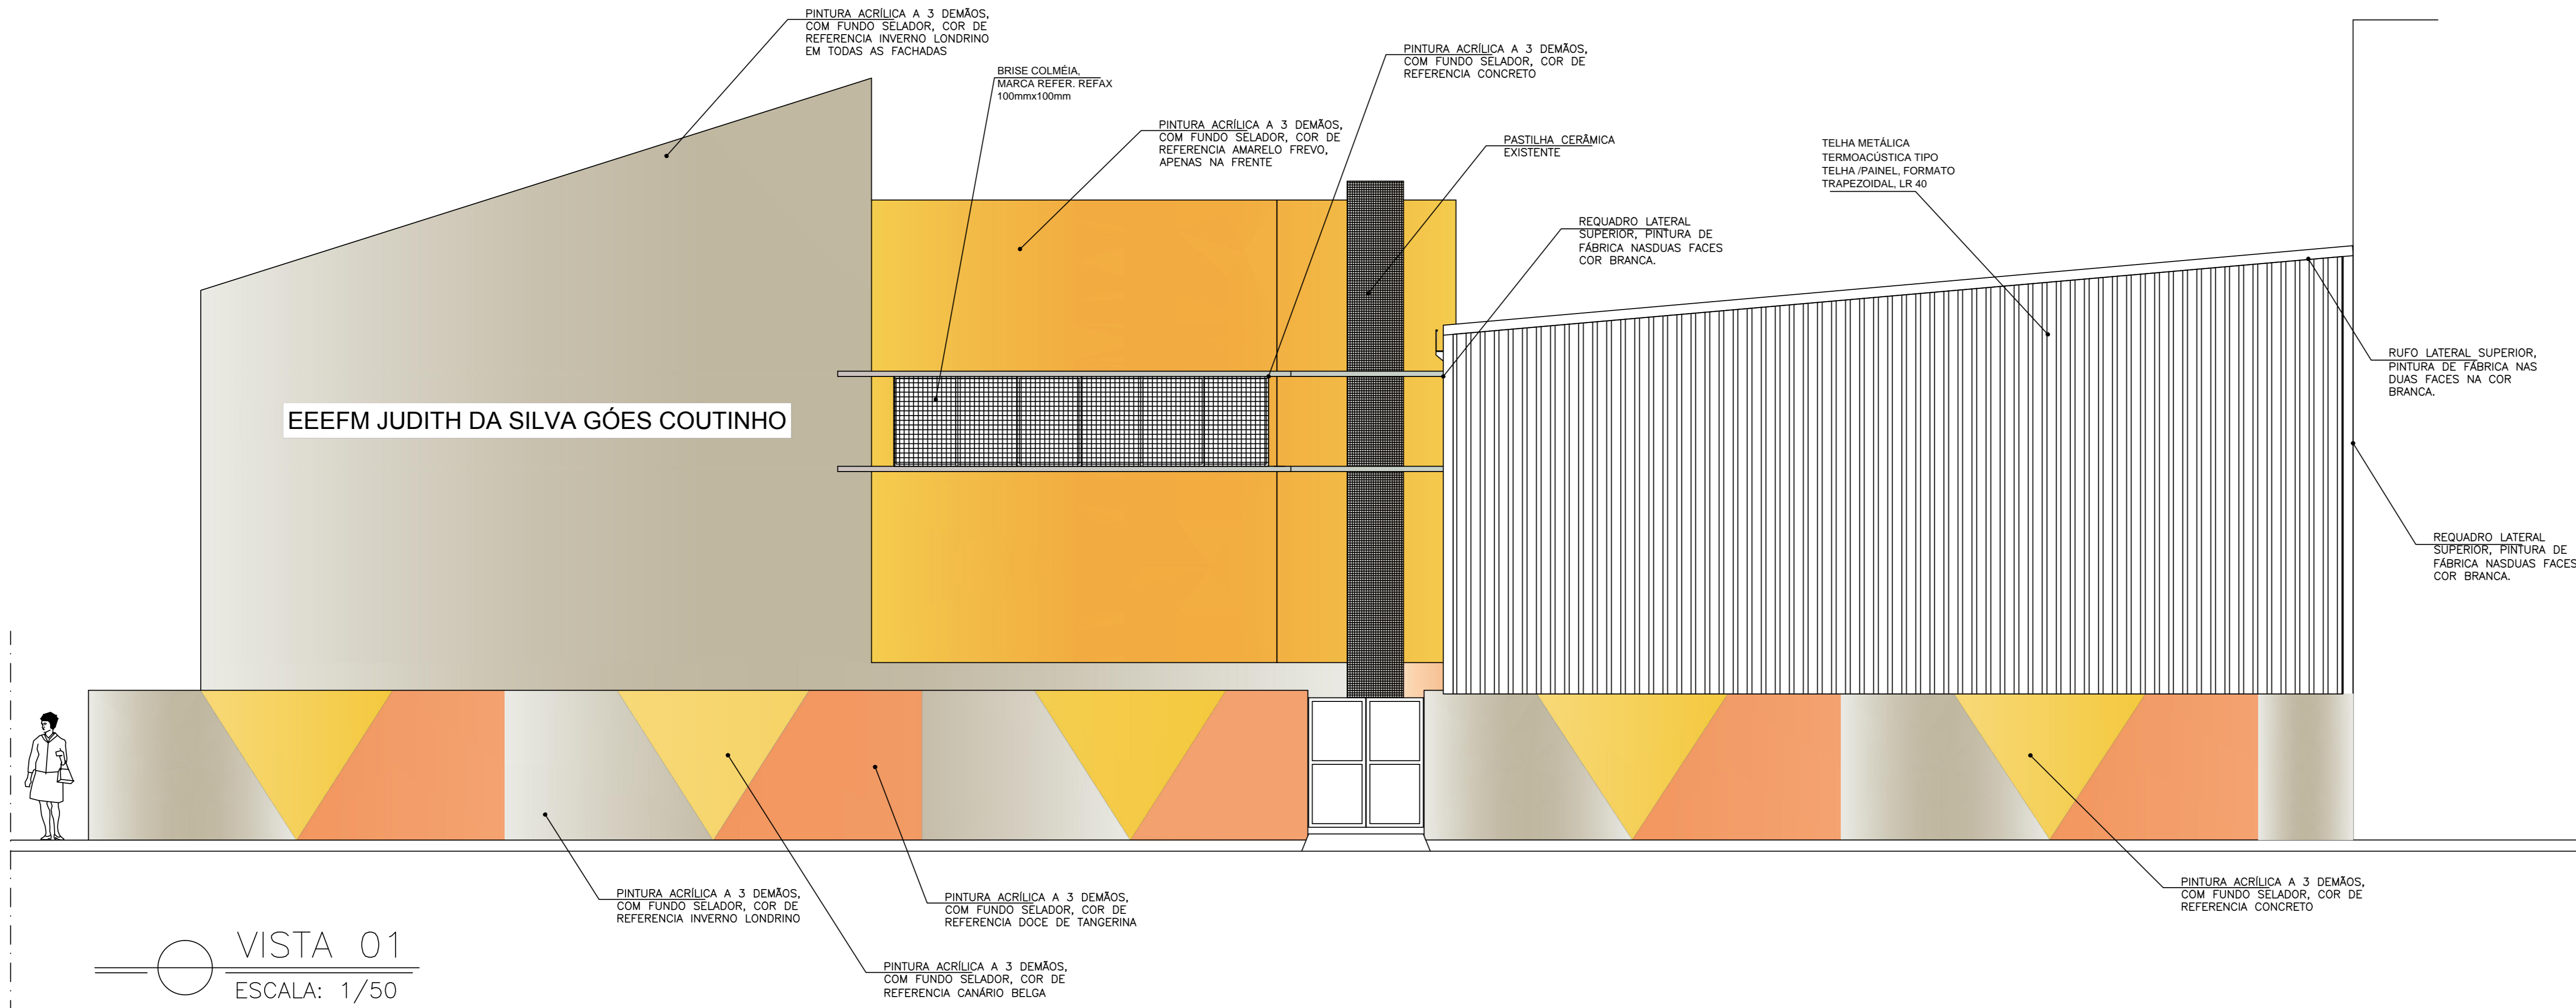 PINTURA ACRÍLICA A 3 DEMÃOS,
COM FUNDO SELADOR, COR DE
REFERENCIA INVERNO LONDRINO
EM TODAS AS FACHADAS
BRISE COLMÉIA,
MARCA REFER. REFAX
100mmx100mm
PINTURA ACRÍLICA A 3 DEMÃOS,
COM FUNDO SELADOR, COR DE
REFERENCIA AMARELO FREVO,
APENAS NA FRENTE
PINTURA ACRÍLICA A 3 DEMÃOS,
COM FUNDO SELADOR, COR DE
REFERENCIA CONCRETO
PASTILHA CERÂMICA
EXISTENTE
REQUADRO LATERAL
SUPERIOR, PINTURA DE
FÁBRICA NASDUAS FACES
COR BRANCA.
TELHA METÁLICA
TERMOACÚSTICA TIPO
TELHA /PAINEL, FORMATO
TRAPEZOIDAL, LR 40
RUFO LATERAL SUPERIOR,
PINTURA DE FÁBRICA NAS
DUAS FACES NA COR
BRANCA.
EEEFM JUDITH DA SILVA GÓES COUTINHO
REQUADRO LATERAL
SUPERIOR, PINTURA DE
FÁBRICA NASDUAS FACES
COR BRANCA.
PINTURA ACRÍLICA A 3 DEMÃOS,
COM FUNDO SELADOR, COR DE
REFERENCIA INVERNO LONDRINO
PINTURA ACRÍLICA A 3 DEMÃOS,
COM FUNDO SELADOR, COR DE
REFERENCIA DOCE DE TANGERINA
PINTURA ACRÍLICA A 3 DEMÃOS,
COM FUNDO SELADOR, COR DE
REFERENCIA CANÁRIO BELGA
PINTURA ACRÍLICA A 3 DEMÃOS,
COM FUNDO SELADOR, COR DE
REFERENCIA CONCRETO
VISTA 01
ESCALA: 1/50